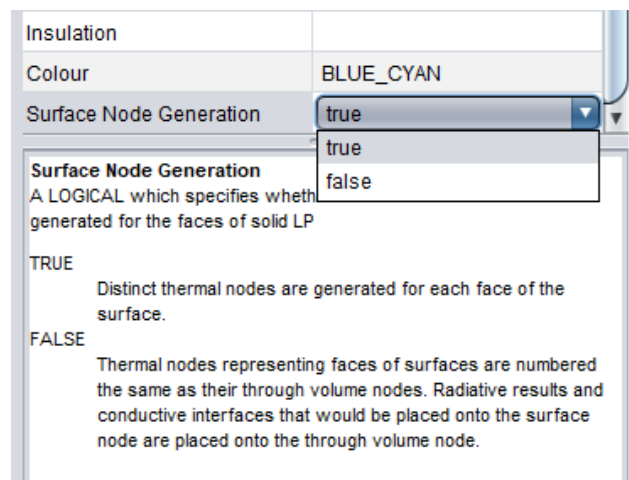 Insulation
Colour BLUE_CYAN
Surface Node Generation true
true
false
Surface Node Generation
A LOGICAL which specifies
generated for the faces of solid LP
TRUE
Distinct thermal nodes are generated for each face of the
surface.
FALSE
Thermal nodes representing faces of surfaces are numbered
the same as their through volume nodes. Radiative results and
conductive interfaces that would be placed onto the surface
node are placed onto the through volume node.